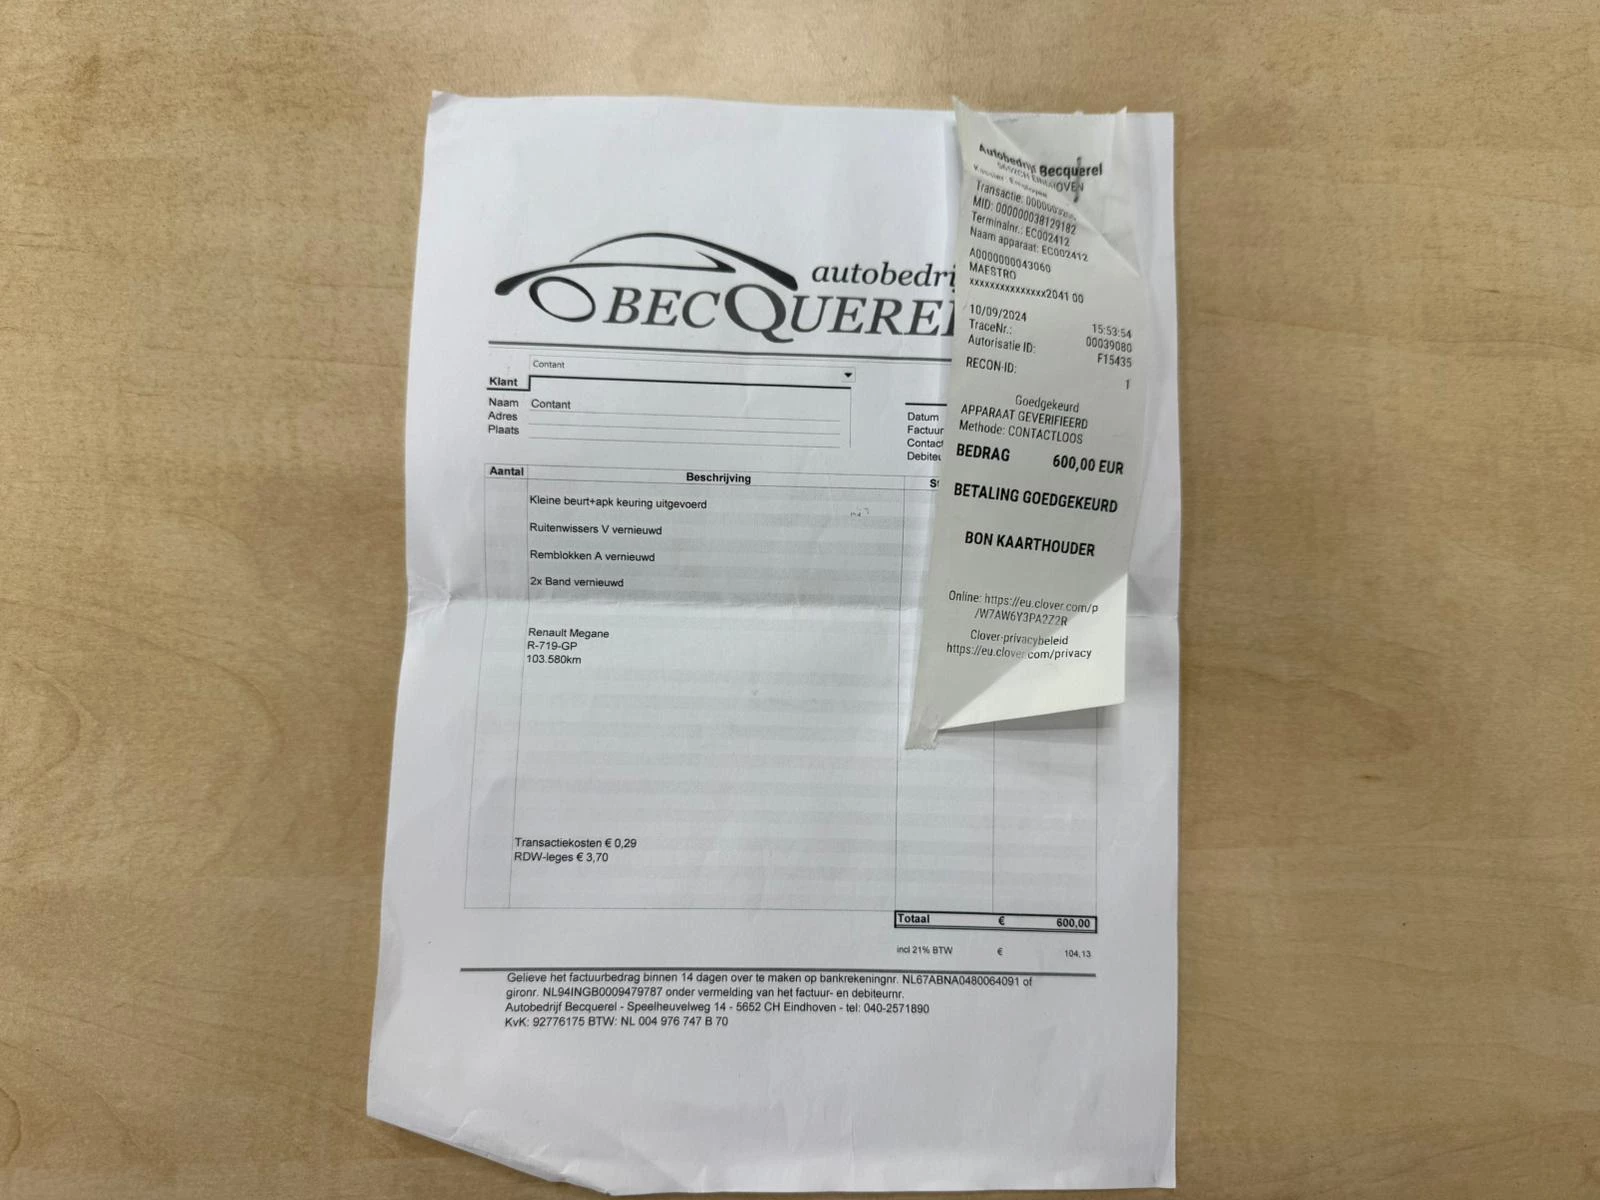 autobedrij
BECQUEREL
Contant
Klant
Naam Contant
Adres
Plaats
Datum
Factuur
Contact
Debiteu
Aantal Beschrijving St
Kleine beurt+apk keuring uitgevoerd
Ruitenwissers V vernieuwd
Remblokken A vernieuwd
2x Band vernieuwd
Renault Megane
R-719-GP
103.580km
Transactiekosten € 0,29
RDW-leges € 3,70
Totaal € 600,00
incl 21% BTW € 104,13
Gelieve het factuurbedrag binnen 14 dagen over te maken op bankrekeningnr. NL67ABNA0480064091 of
gironr. NL94INGB0009479787 onder vermelding van het factuur- en debiteurnr.
Autobedrijf Becquerel - Speelheuvelweg 14 - 5652 CH Eindhoven - tel: 040-2571890
KvK: 92776175 BTW: NL 004 976 747 B 70
Autobedrijf Becquerel
5652CH EINDHOVEN
Kassier: Employee
Transactie:
MID: 000000038129182
Terminalnr.: EC002412
Naam apparaat: EC002412
A0000000043060
MAESTRO
xxxxxxxxxxxxxxx2041 00
10/09/2024 15:53:54
TraceNr.: 00039080
Autorisatie ID: F15435
RECON-ID: 1
Goedgekeurd
APPARAAT GEVERIFIEERD
Methode: CONTACTLOOS
BEDRAG 600,00 EUR
BETALING GOEDGEKEURD
BON KAARTHOUDER
Online: https://eu.clover.com/p
/W7AW6Y3PA2Z2R
Clover-privacybeleid
https://eu.clover.com/privacy